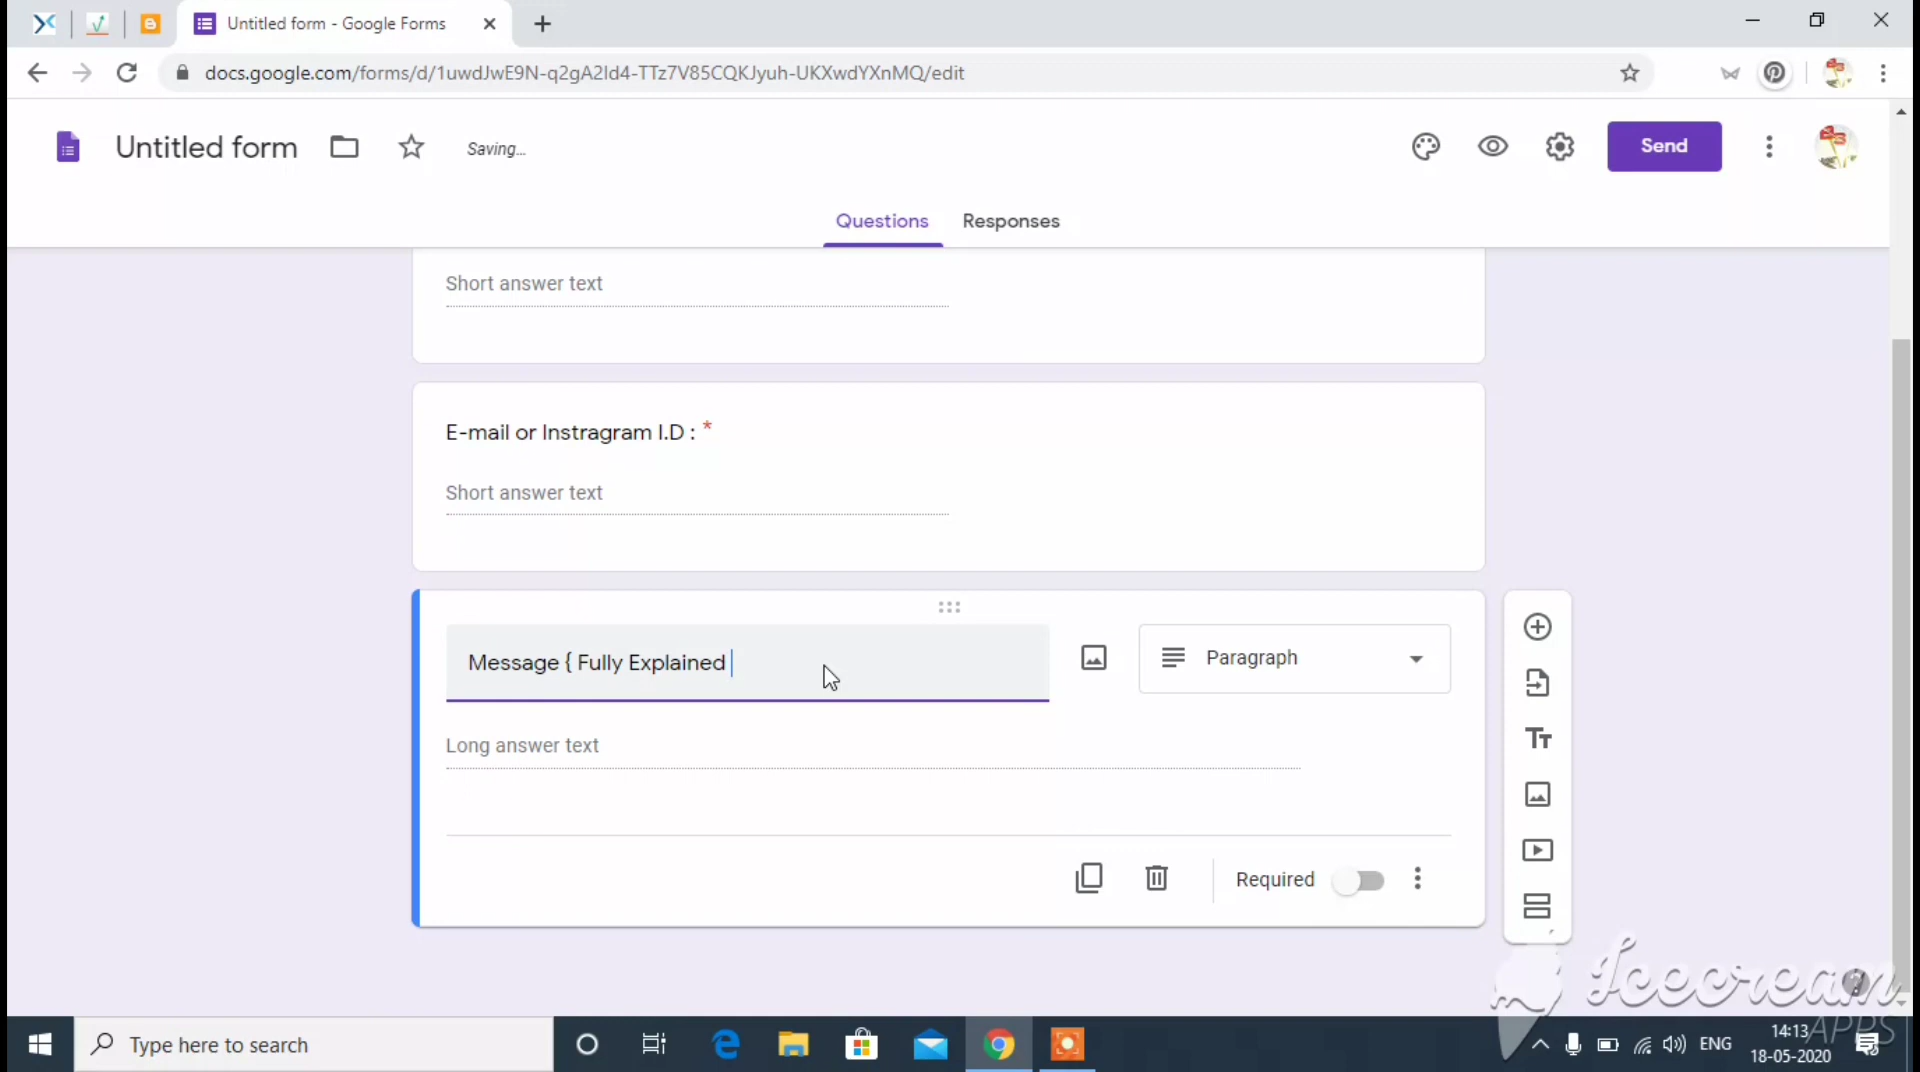 Untitled form - Google Forms
docs.google.com/forms/d/1uwdJwE9N-q2gA2Id4-TTz7V85CQKJyuh-UKXwdYXnMQ/edit
Untitled form
Saving...
Send
Questions
Responses
Short answer text
E-mail or Instragram I.D : *
Short answer text
Message { Fully Explained
Paragraph
Long answer text
Required
Icecream
APPS
Type here to search
ENG
14:13
18-05-2020